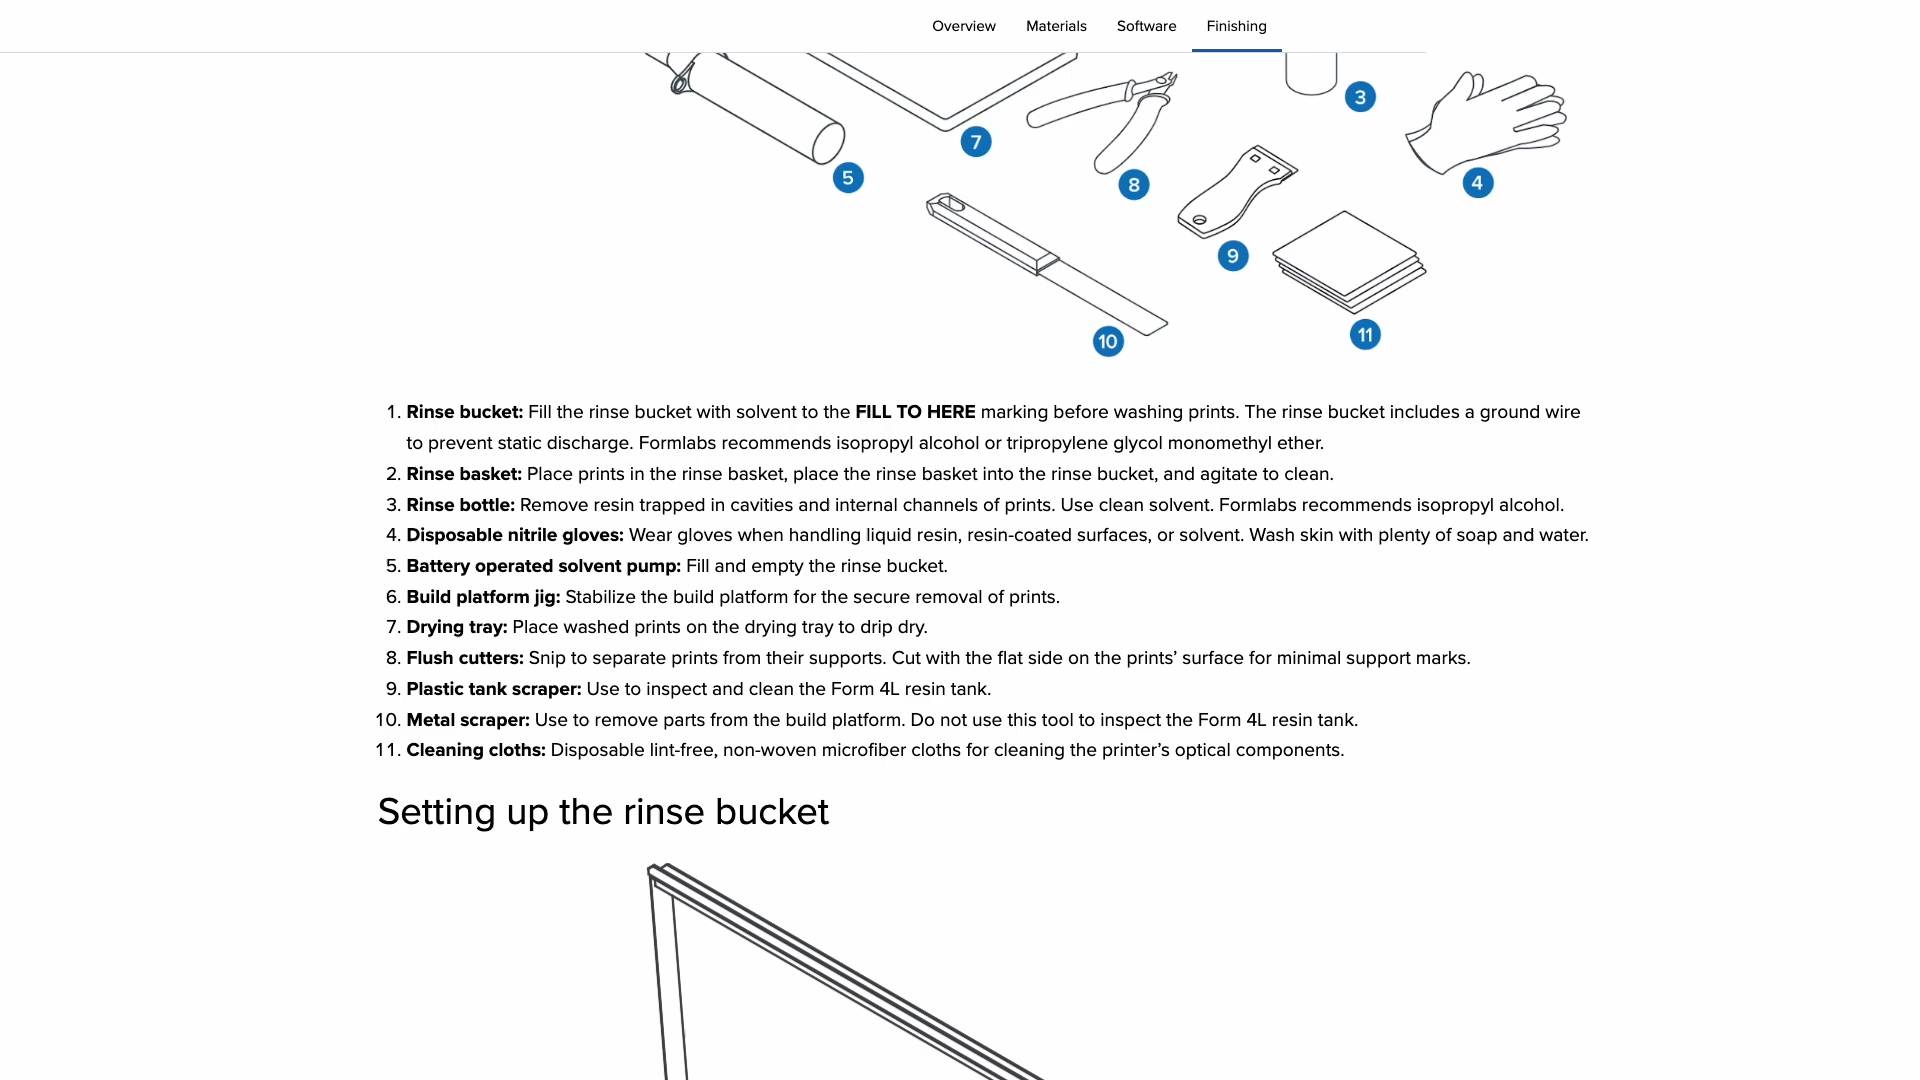 Overview Materials Software Finishing
3
7
5
8
4
9
10
11
1. Rinse bucket: Fill the rinse bucket with solvent to the FILL TO HERE marking before washing prints. The rinse bucket includes a ground wire
to prevent static discharge. Formlabs recommends isopropyl alcohol or tripropylene glycol monomethyl ether.
2. Rinse basket: Place prints in the rinse basket, place the rinse basket into the rinse bucket, and agitate to clean.
3. Rinse bottle: Remove resin trapped in cavities and internal channels of prints. Use clean solvent. Formlabs recommends isopropyl alcohol.
4. Disposable nitrile gloves: Wear gloves when handling liquid resin, resin-coated surfaces, or solvent. Wash skin with plenty of soap and water.
5. Battery operated solvent pump: Fill and empty the rinse bucket.
6. Build platform jig: Stabilize the build platform for the secure removal of prints.
7. Drying tray: Place washed prints on the drying tray to drip dry.
8. Flush cutters: Snip to separate prints from their supports. Cut with the flat side on the prints’ surface for minimal support marks.
9. Plastic tank scraper: Use to inspect and clean the Form 4L resin tank.
10. Metal scraper: Use to remove parts from the build platform. Do not use this tool to inspect the Form 4L resin tank.
11. Cleaning cloths: Disposable lint-free, non-woven microfiber cloths for cleaning the printer’s optical components.
Setting up the rinse bucket